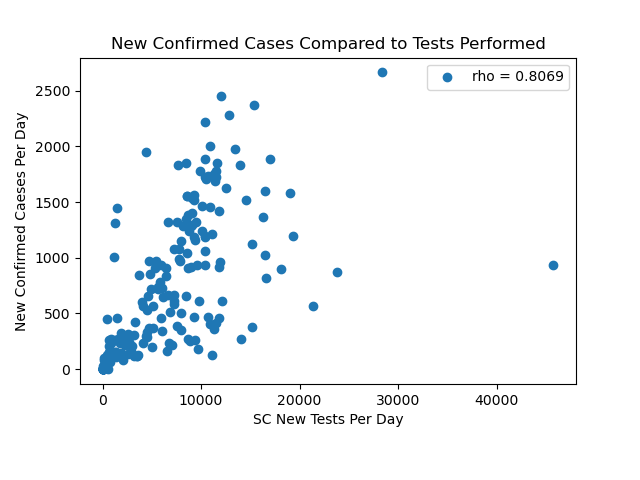 New Confirmed Cases Compared to Tests Performed
rho = 0.8069
New Confirmed Caeses Per Day
2500
2000
1500
1000
500
0
0 10000 20000 30000 40000
SC New Tests Per Day